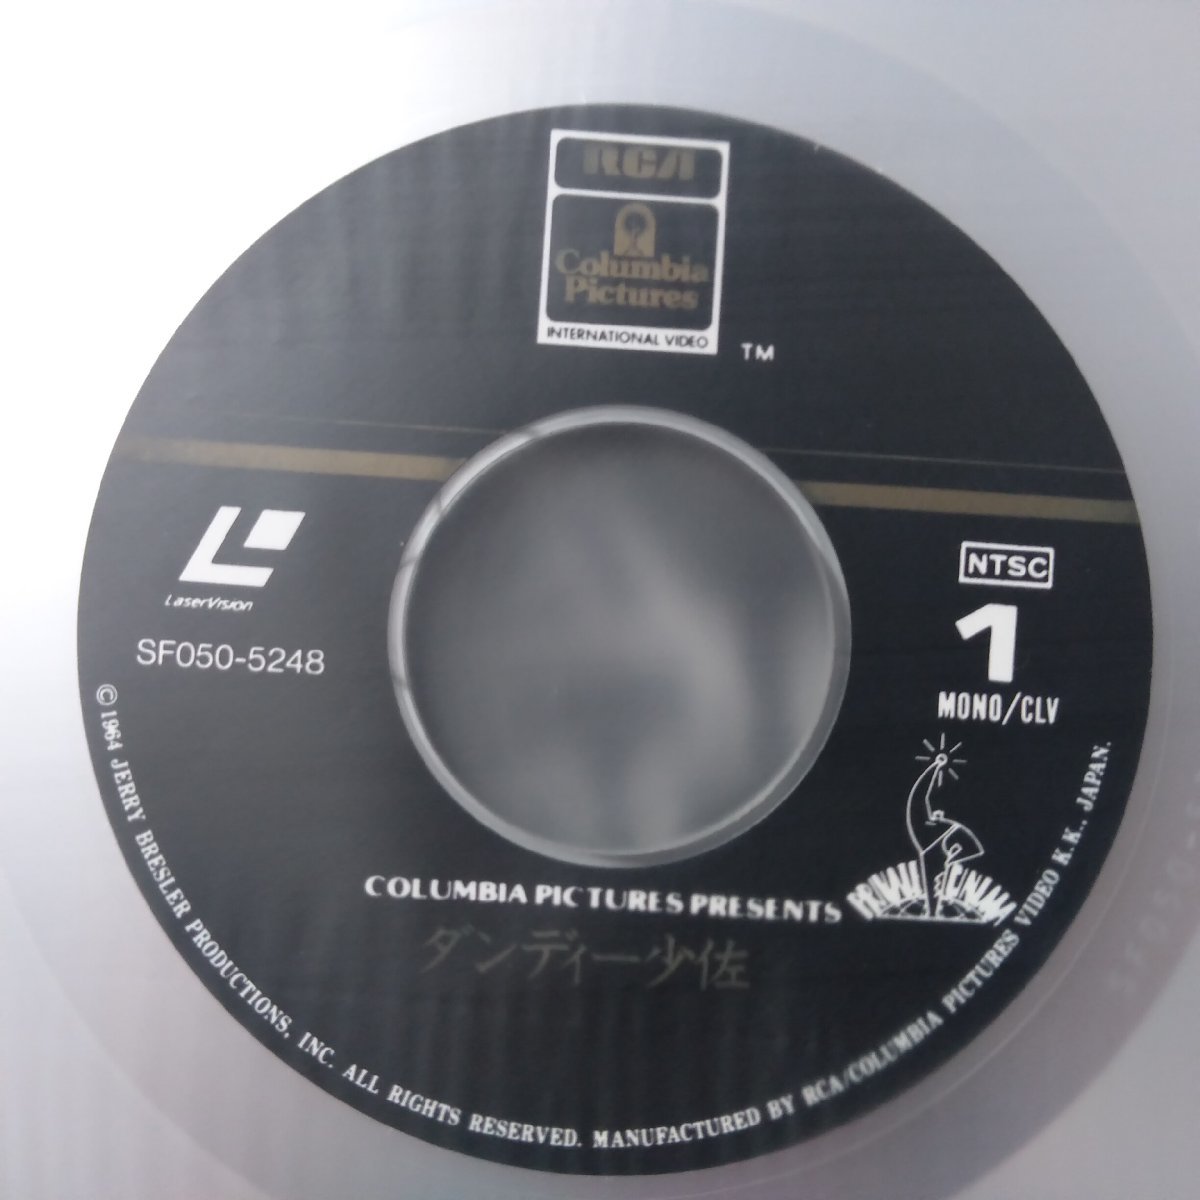 RCA
Columbia
Pictures
INTERNATIONAL VIDEO
TM
LaserVision
SF050-5248
NTSC
1
MONO/CLV
COLUMBIA PICTURES PRESENTS
ダンディー少佐
PRIVATE CINEMA
© 1964 JERRY BRESLER PRODUCTIONS, INC. ALL RIGHTS RESERVED. MANUFACTURED BY RCA/COLUMBIA PICTURES VIDEO K.K., JAPAN.